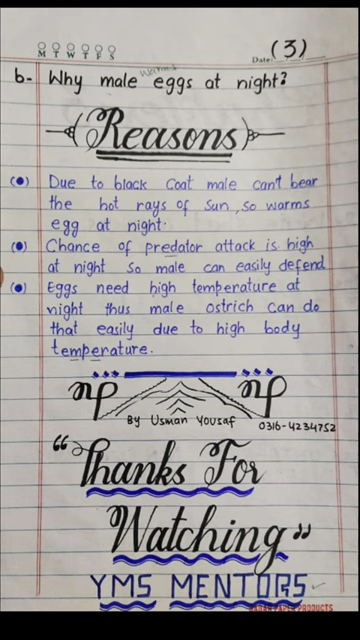 M T W T F S
Date:
(3)
warms
b- Why male eggs at night?
Reasons
Due to black Coat male can't bear
the hot rays of sun, so warms
egg at night.
Chance of predator attack is high
at night so male can easily defend
Eggs need high temperature at
night thus male ostrich can do
that easily due to high body
temperature.
np np
By Usman Yousaf 0316-4234752
"Thanks For
Watching"
YMS MENTORS
PRODUCTS